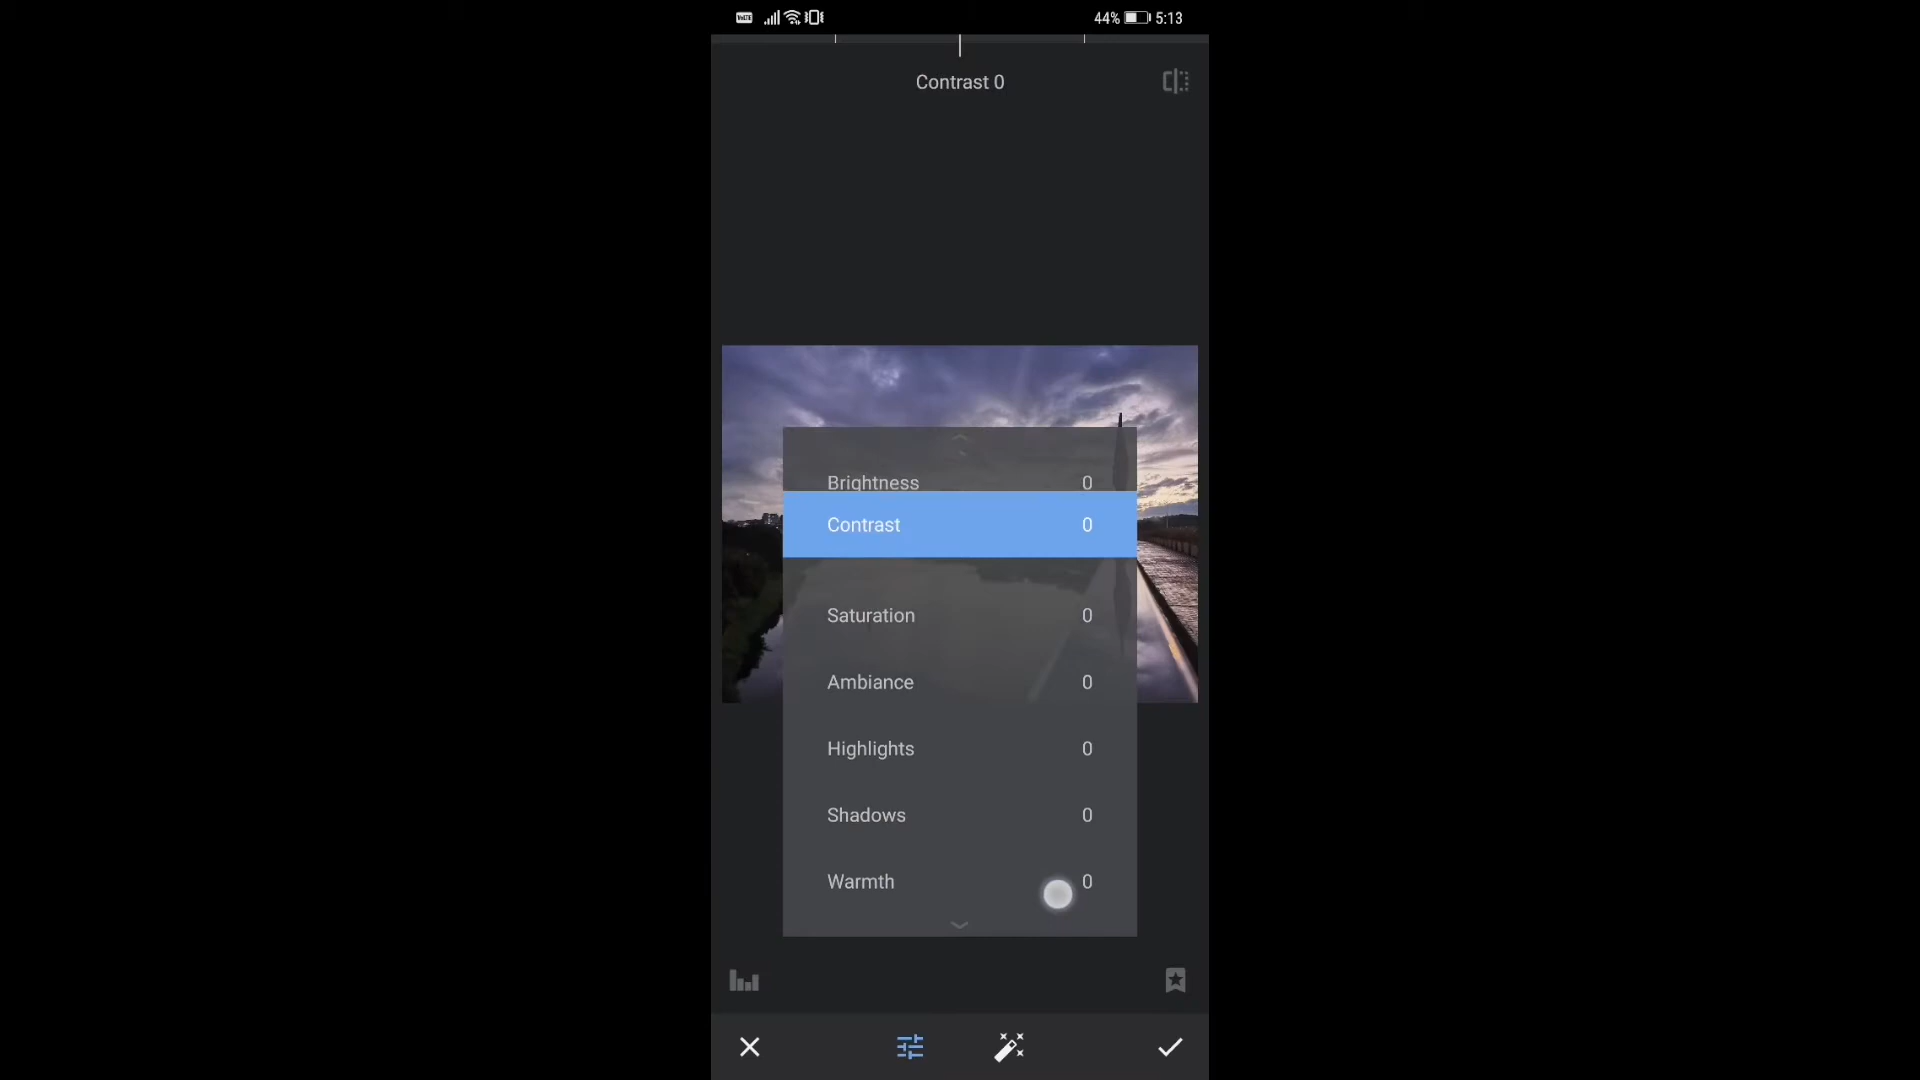 VoLTE 44% 5:13
Contrast 0
Brightness 0
Contrast 0
Saturation 0
Ambiance 0
Highlights 0
Shadows 0
Warmth 0